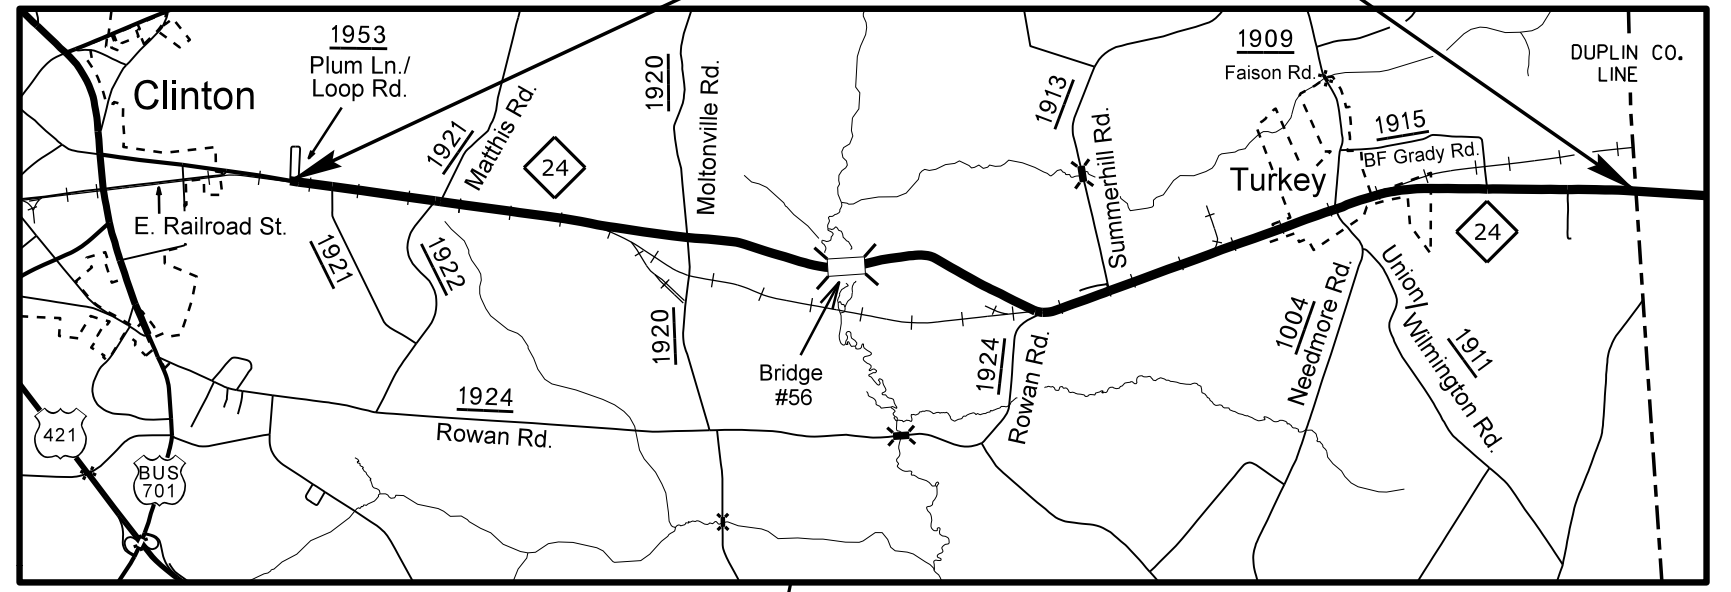 1953
Plum Ln./
Loop Rd.
Clinton
1920
Moltonville Rd.
1921
Matthis Rd.
24
1913
Summerhill Rd.
1909
Faison Rd.
DUPLIN CO.
LINE
1915
BF Grady Rd.
Turkey
E. Railroad St.
1921
1922
24
1920
Bridge
#56
1924
Rowan Rd.
1004
Needmore Rd.
Union/
Wilmington Rd.
1911
1924
Rowan Rd.
421
BUS
701